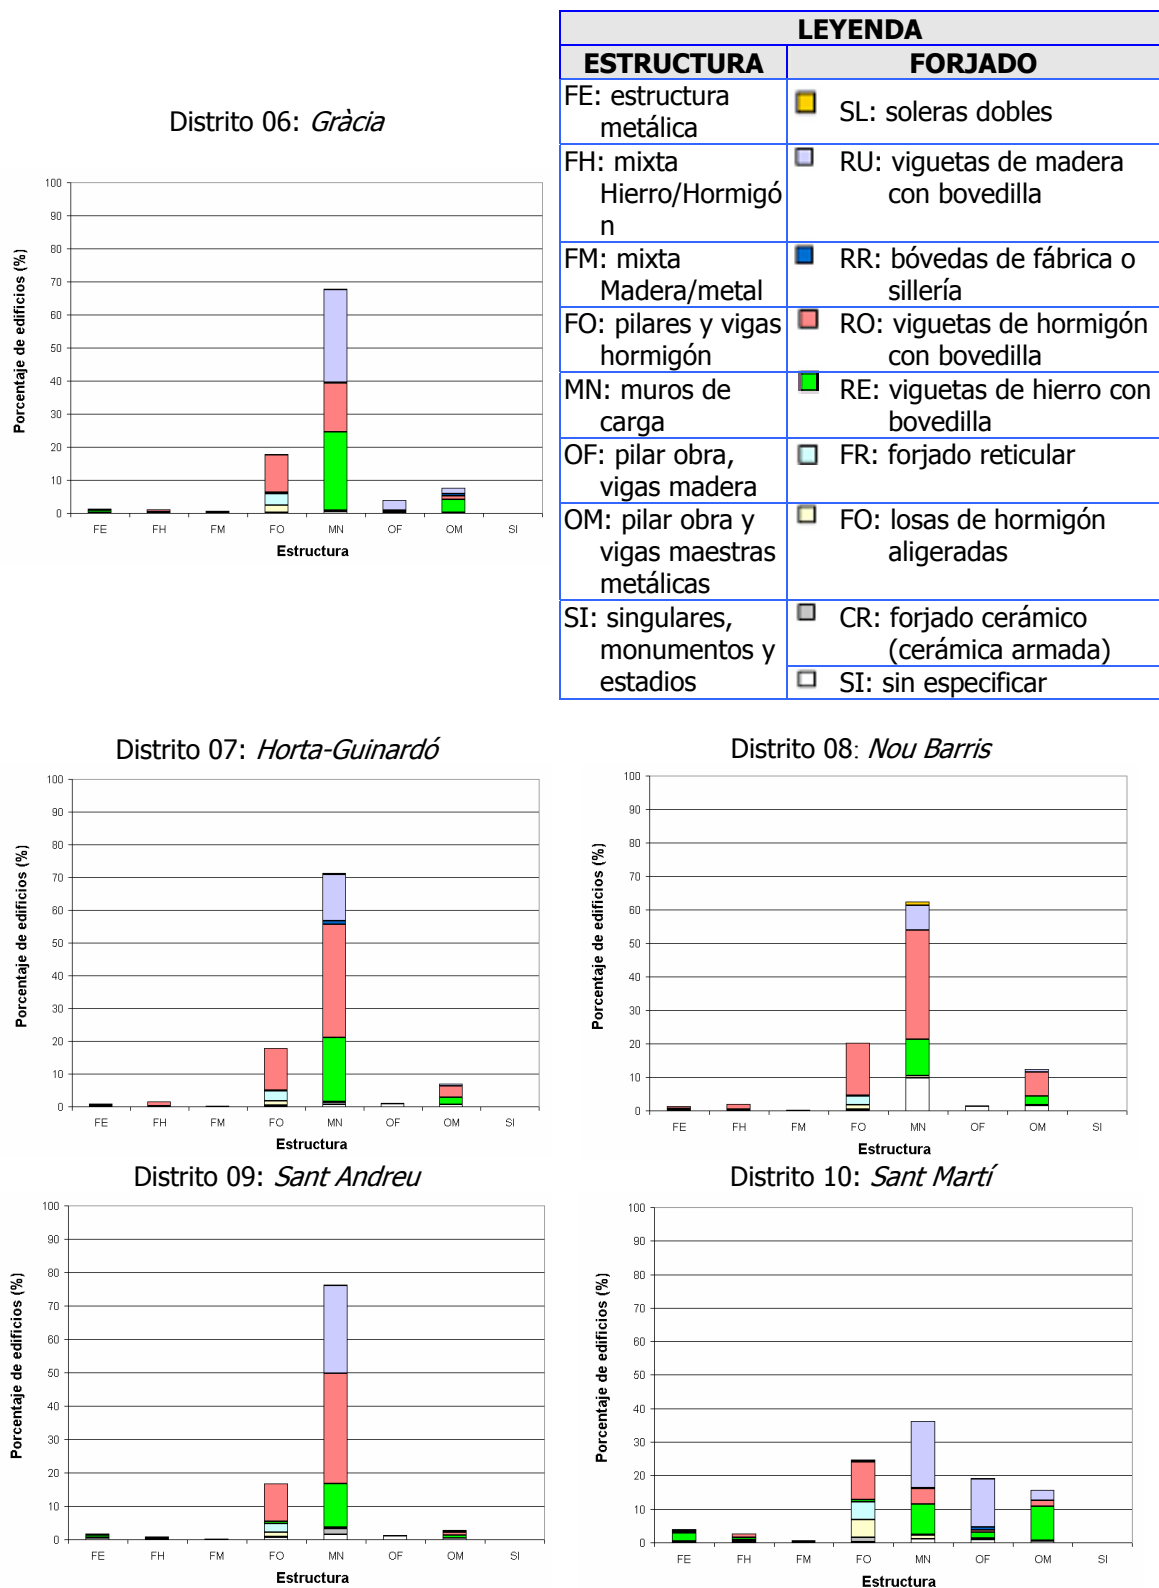 LEYENDA
ESTRUCTURA FORJADO
FE: estructura
metálica
SL: soleras dobles
FH: mixta
Hierro/Hormigó
n
RU: viguetas de madera
con bovedilla
FM: mixta
Madera/metal
RR: bóvedas de fábrica o
sillería
FO: pilares y vigas
hormigón
RO: viguetas de hormigón
con bovedilla
MN: muros de
carga
RE: viguetas de hierro con
bovedilla
OF: pilar obra,
vigas madera
FR: forjado reticular
OM: pilar obra y
vigas maestras
metálicas
FO: losas de hormigón
aligeradas
SI: singulares,
monumentos y
estadios
CR: forjado cerámico
(cerámica armada)
SI: sin especificar
Distrito 06: Gràcia
Porcentaje de edificios (%)
100
90
80
70
60
50
40
30
20
10
0
FE FH FM FO MN OF OM SI
Estructura
Distrito 07: Horta-Guinardó
Porcentaje de edificios (%)
100
90
80
70
60
50
40
30
20
10
0
FE FH FM FO MN OF OM SI
Estructura
Distrito 08: Nou Barris
Porcentaje de edificios (%)
100
90
80
70
60
50
40
30
20
10
0
FE FH FM FO MN OF OM SI
Estructura
Distrito 09: Sant Andreu
Porcentaje de edificios (%)
100
90
80
70
60
50
40
30
20
10
0
FE FH FM FO MN OF OM SI
Estructura
Distrito 10: Sant Martí
Porcentaje de edificios (%)
100
90
80
70
60
50
40
30
20
10
0
FE FH FM FO MN OF OM SI
Estructura